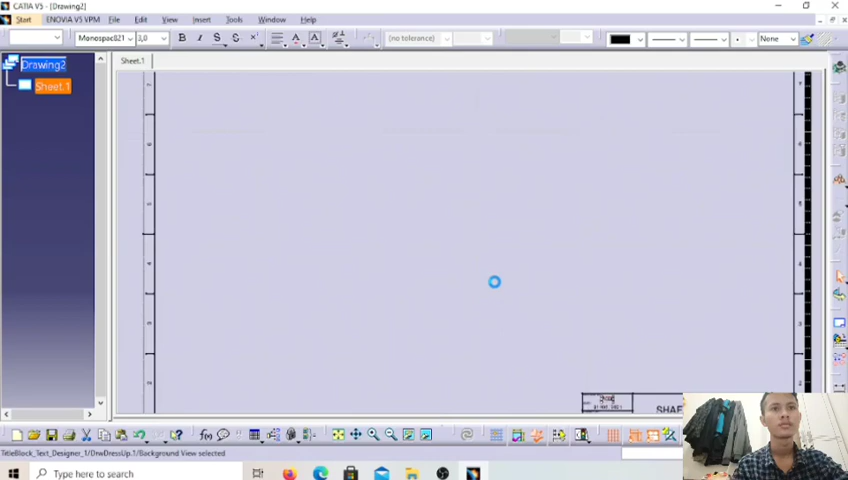 CATIA V5 - [Drawing2]
Start ENOVIA V5 VPM File Edit View Insert Tools Window Help
Monospac821 3,0 B I S S (no tolerance) None
Drawing2
Sheet.1
Sheet.1
SHAF
TitleBlock_Text_Designer_1/DrwDressUp.1/Background View selected
Type here to search